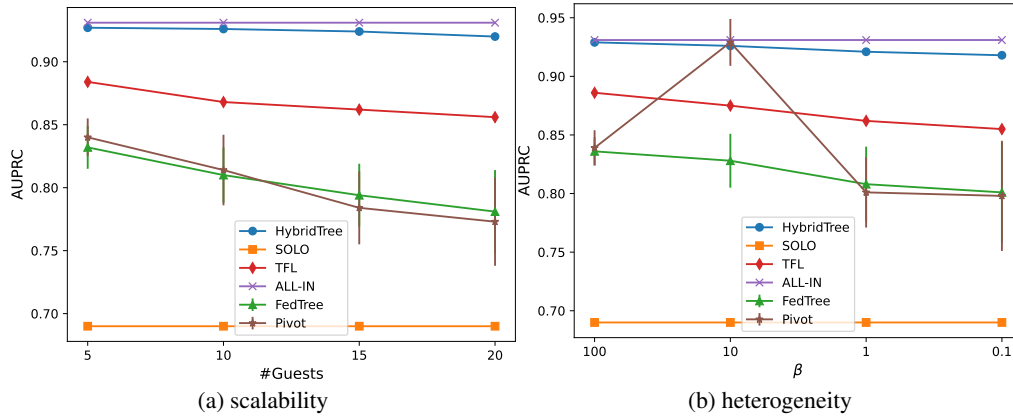 AUPRC
0.90
0.85
0.80
0.75
0.70
5
10
15
20
#Guests
HybridTree
SOLO
TFL
ALL-IN
FedTree
Pivot
(a) scalability
AUPRC
0.95
0.90
0.85
0.80
0.75
0.70
100
10
1
0.1
β
HybridTree
SOLO
TFL
ALL-IN
FedTree
Pivot
(b) heterogeneity